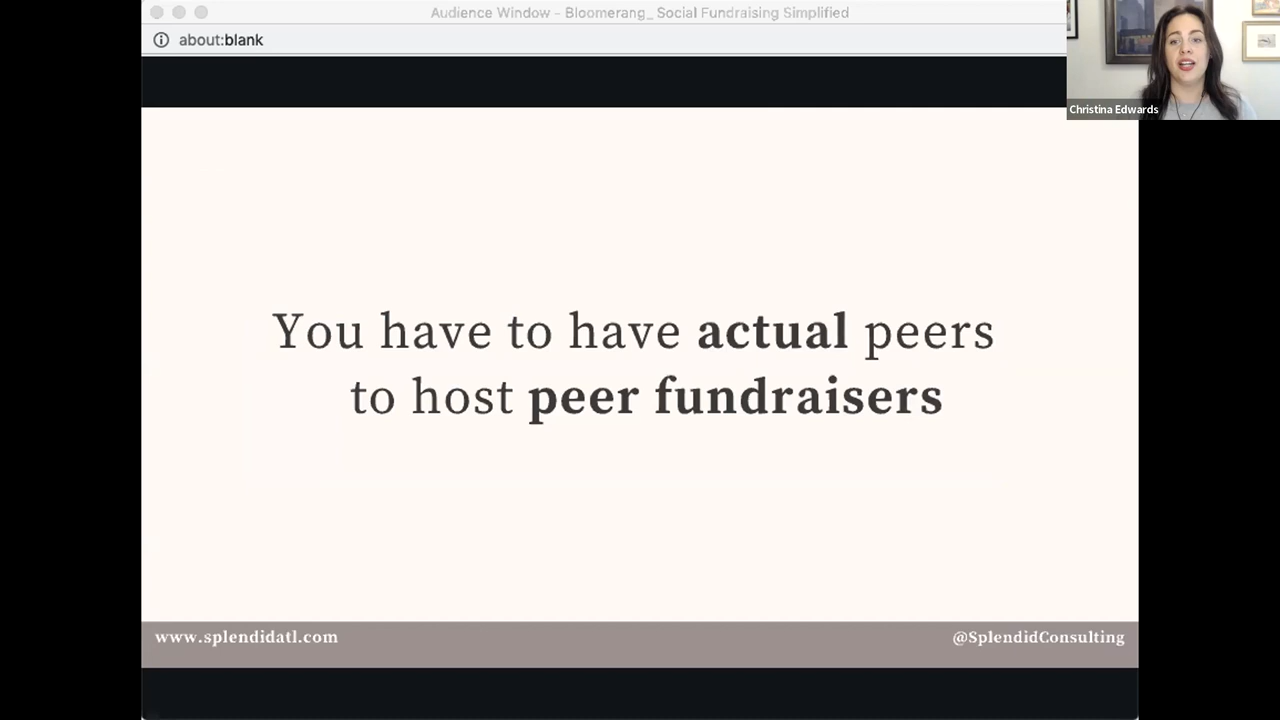 Audience Window - Bloomerang_ Social Fundraising Simplified
about:blank
Christina Edwards
You have to have actual peers
to host peer fundraisers
www.splendidatl.com
@SplendidConsulting